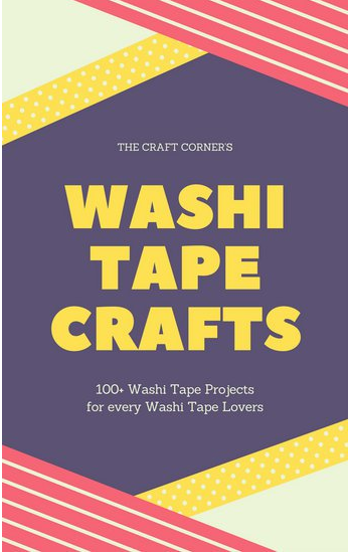 THE CRAFT CORNER'S
WASHI
TAPE
CRAFTS
100+ Washi Tape Projects
for every Washi Tape Lovers